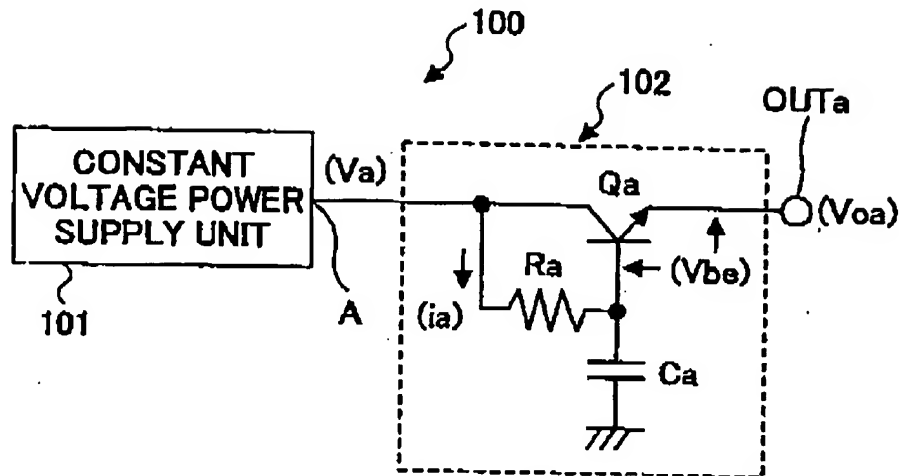 100
102
OUTa
CONSTANT
VOLTAGE POWER
SUPPLY UNIT
(Va)
Qa
(Voa)
101
A
(ia)
Ra
(Vbe)
Ca